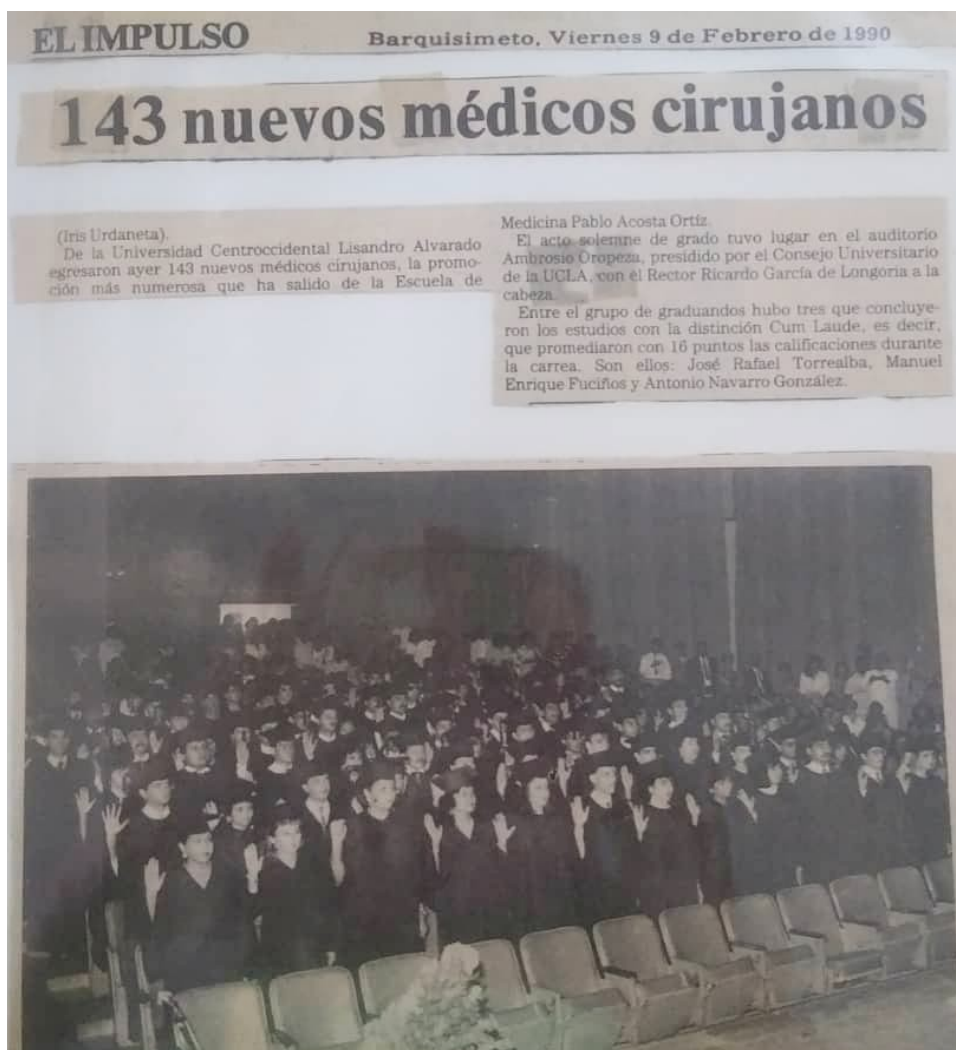 EL IMPULSO
Barquisimeto, Viernes 9 de Febrero de 1990
143 nuevos médicos cirujanos
(Iris Urdaneta).
De la Universidad Centroccidental Lisandro Alvarado
egresaron ayer 143 nuevos médicos cirujanos, la promo-
ción más numerosa que ha salido de la Escuela de
Medicina Pablo Acosta Ortíz.
El acto solemne de grado tuvo lugar en el auditorio
Ambrosio Oropeza, presidido por el Consejo Universitario
de la UCLA, con el Rector Ricardo García de Longoria a la
cabeza.
Entre el grupo de graduandos hubo tres que concluye-
ron los estudios con la distinción Cum Laude, es decir,
que promediaron con 16 puntos las calificaciones durante
la carrea. Son ellos: José Rafael Torrealba, Manuel
Enrique Fuciños y Antonio Navarro González.